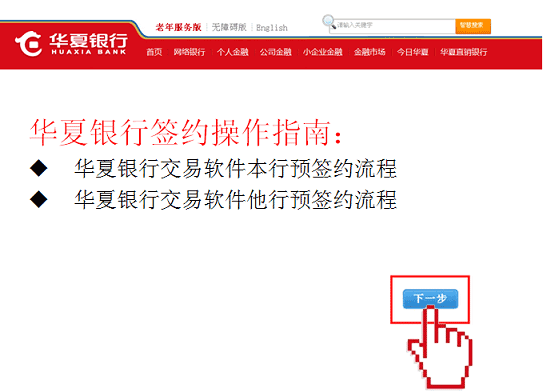 老年服务版 | 无障碍版 | English
请输入关键字
智慧搜索
华夏银行
HUAXIA BANK
首页 网络银行 个人金融 公司金融 小企业金融 金融市场 今日华夏 华夏直销银行
华夏银行签约操作指南：
◆ 华夏银行交易软件本行预签约流程
◆ 华夏银行交易软件他行预签约流程
下一步